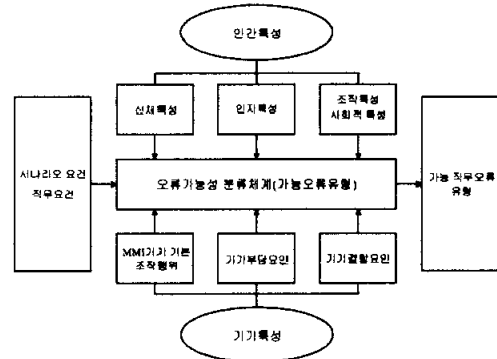 인간특성
신체특성
인지특성
조작특성
사회적 특성
시나리오 요건
직무요건
오류가능성 분류체계(가능오류유형)
가능 직무오류
유형
MMI기기 기본
조작행위
기기부담요인
기기결함요인
기기특성